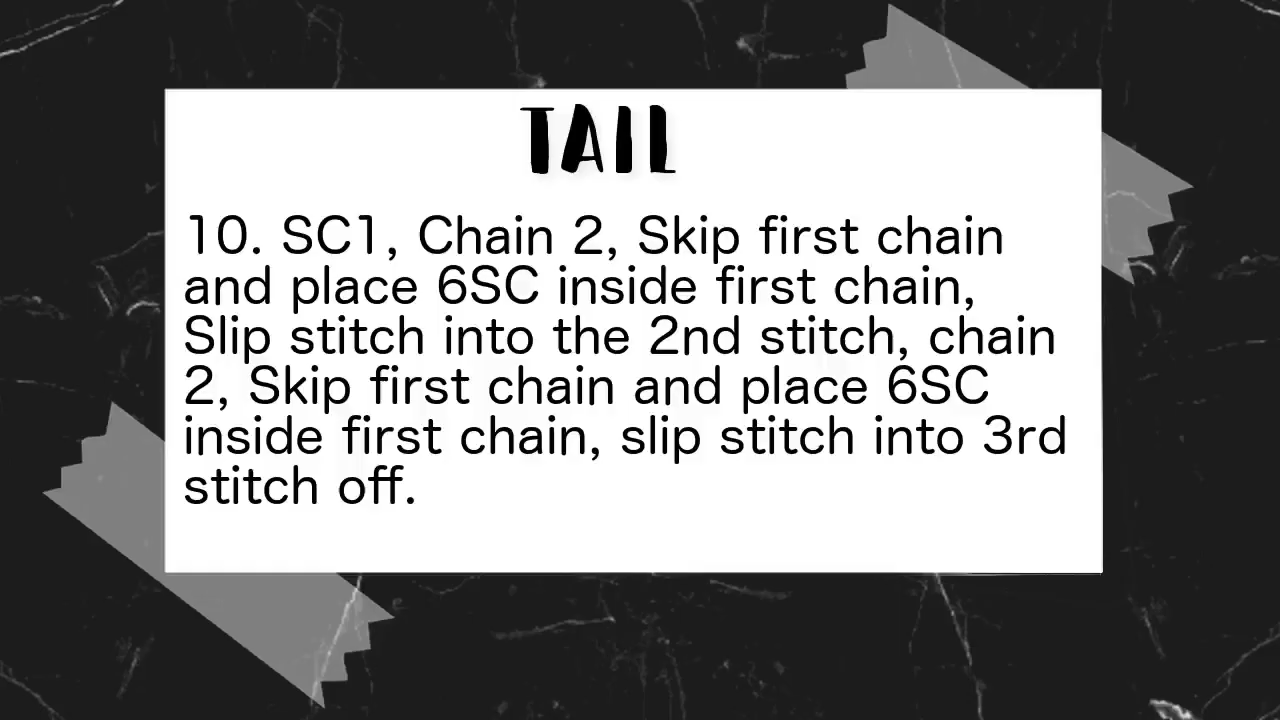 TAIL
10. SC1, Chain 2, Skip first chain
and place 6SC inside first chain,
Slip stitch into the 2nd stitch, chain
2, Skip first chain and place 6SC
inside first chain, slip stitch into 3rd
stitch off.